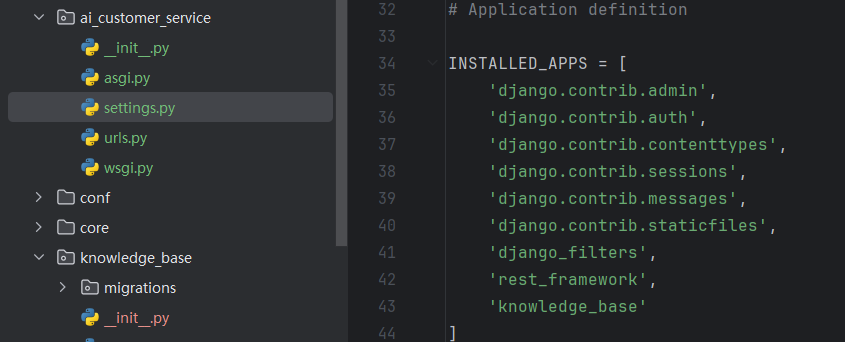 ai_customer_service
__init__.py
asgi.py
settings.py
urls.py
wsgi.py
conf
core
knowledge_base
migrations
__init__.py
32 # Application definition
33
34 INSTALLED_APPS = [
35 'django.contrib.admin',
36 'django.contrib.auth',
37 'django.contrib.contenttypes',
38 'django.contrib.sessions',
39 'django.contrib.messages',
40 'django.contrib.staticfiles',
41 'django_filters',
42 'rest_framework',
43 'knowledge_base'
44 ]